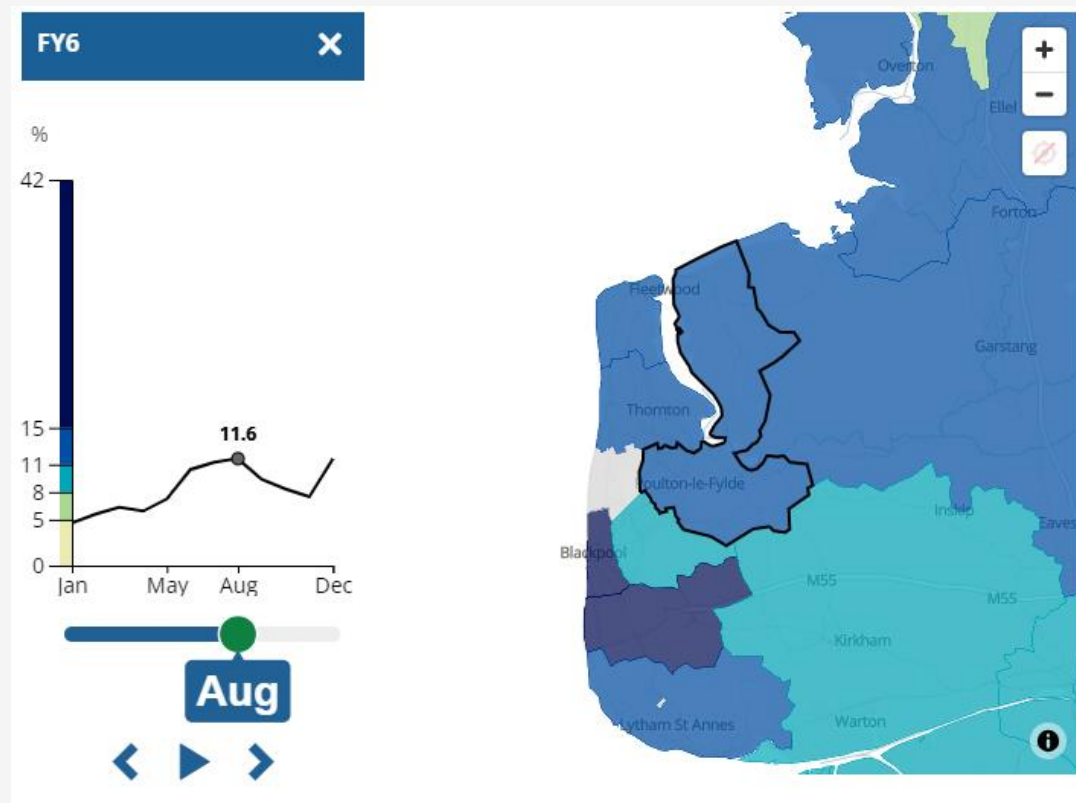 FY6
%
42
15
11
8
5
0
11.6
Jan May Aug Dec
Aug
+
−
Overton
Ellel
Forton
Fleetwood
Garstang
Thornton
Poulton-le-Fylde
Inskip
Eaves
Blackpool
M55
M55
Kirkham
Lytham St Annes
Warton